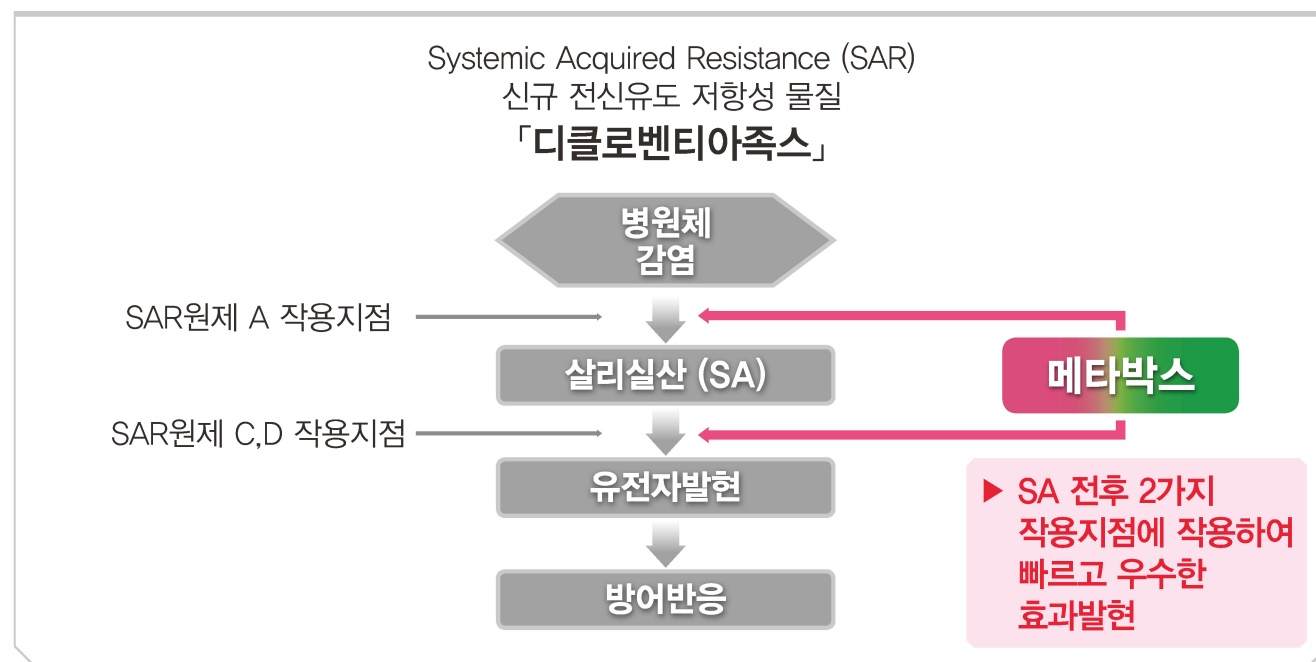 Systemic Acquired Resistance (SAR)
신규 전신유도 저항성 물질
「디클로벤티아족스」
병원체
감염
SAR원제 A 작용지점
메타박스
살리실산 (SA)
SAR원제 C,D 작용지점
유전자발현
▶ SA 전후 2가지
작용지점에 작용하여
빠르고 우수한
효과발현
방어반응